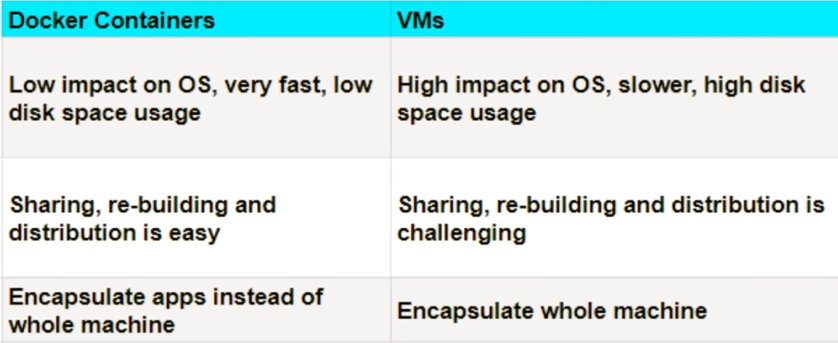 Docker Containers
VMs
Low impact on OS, very fast, low
disk space usage
High impact on OS, slower, high disk
space usage
Sharing, re-building and
distribution is easy
Sharing, re-building and distribution is
challenging
Encapsulate apps instead of
whole machine
Encapsulate whole machine